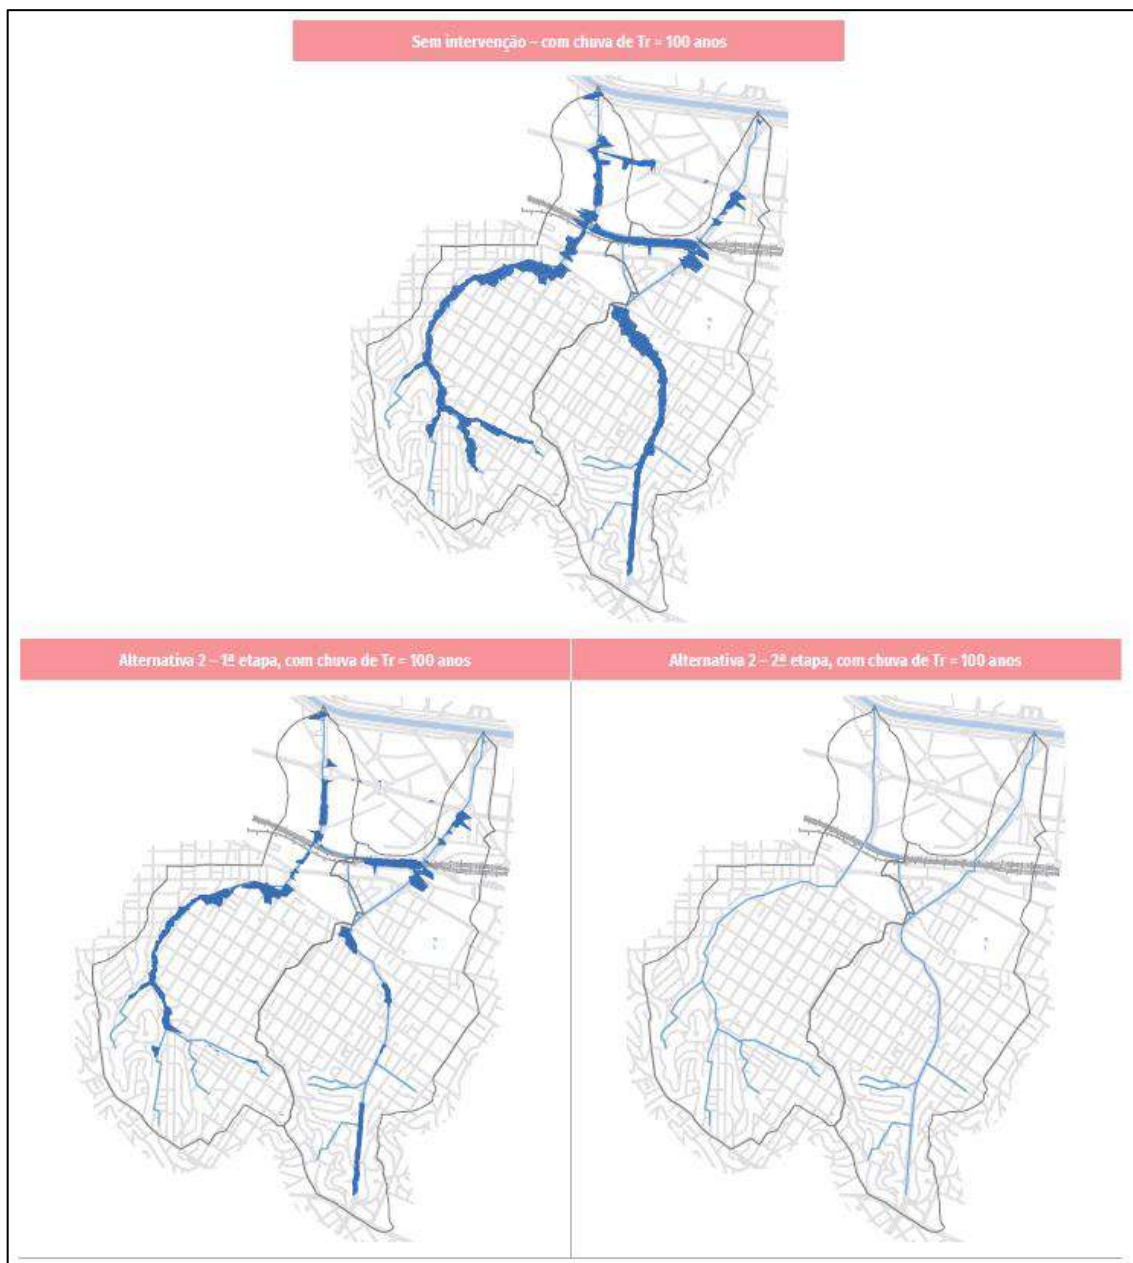 Sem intervenção – com chuva de Tr = 100 anos
Alternativa 2 – 1ª etapa, com chuva de Tr = 100 anos
Alternativa 2 – 2ª etapa, com chuva de Tr = 100 anos